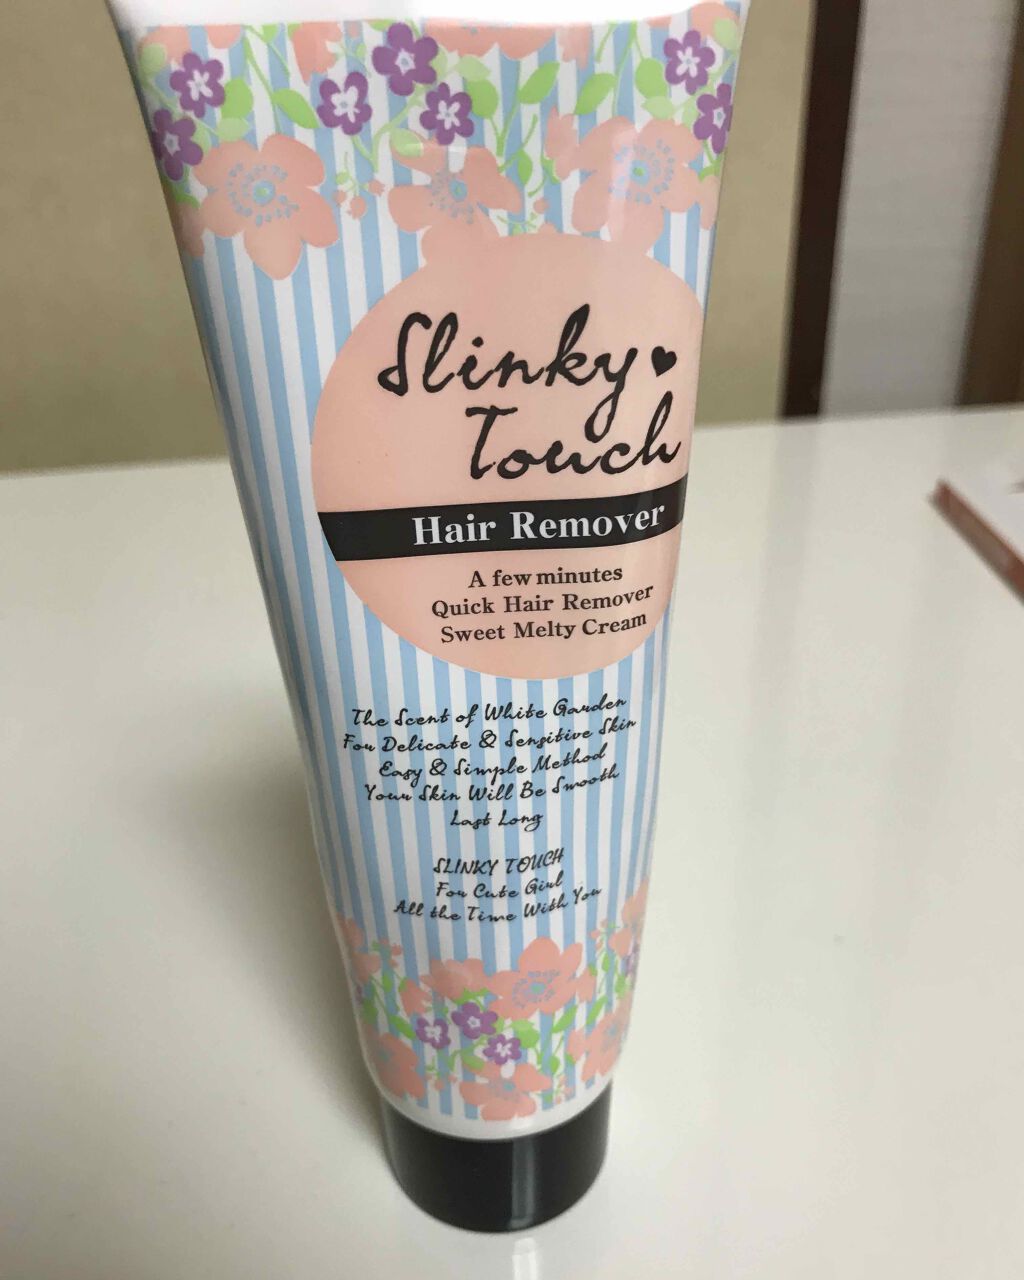 Slinky♥
Touch
Hair Remover
A few minutes
Quick Hair Remover
Sweet Melty Cream
The Scent of White Garden
For Delicate & Sensitive Skin
Easy & Simple Method
Your Skin Will Be Smooth
Last Long
SLINKY TOUCH
For Cute Girl
All the Time With You